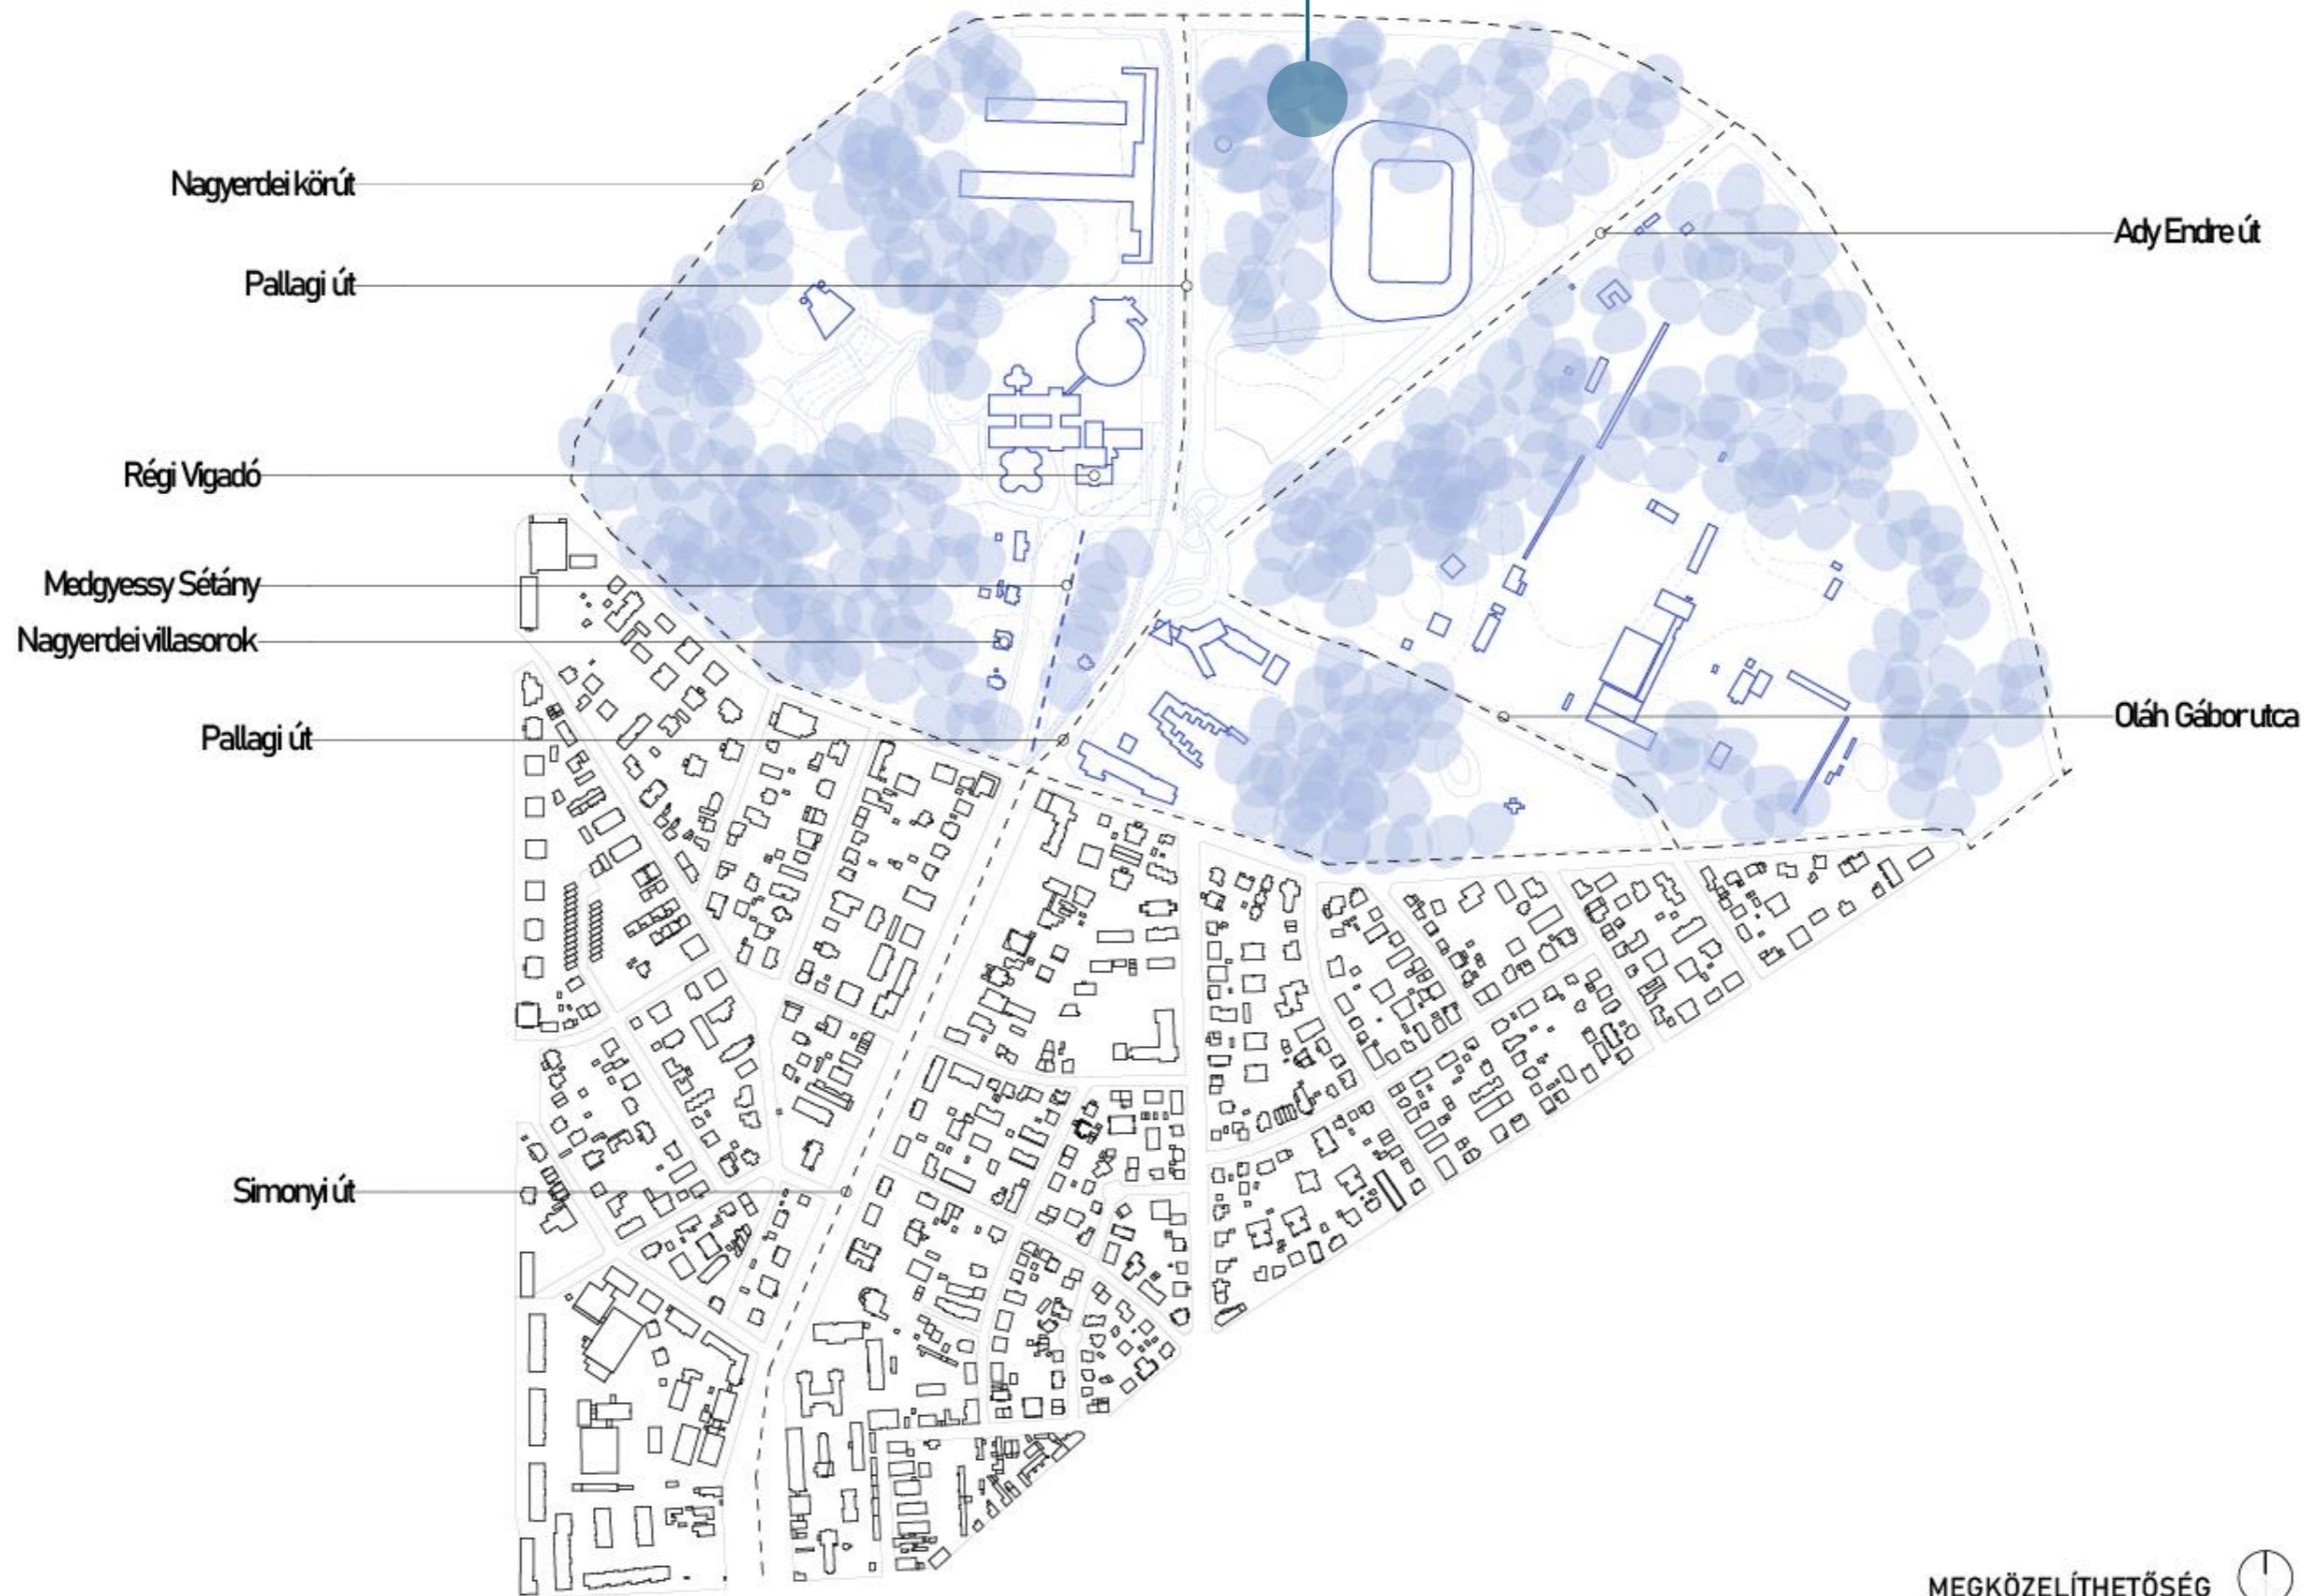 Nagyerdei körút
Ady Endre út
Pallagi út
Régi Vigadó
Medgyessy Sétány
Nagyerdei villasorok
Oláh Gábor utca
Pallagi út
Simonyi út
MEGKÖZELÍTHETŐSÉG